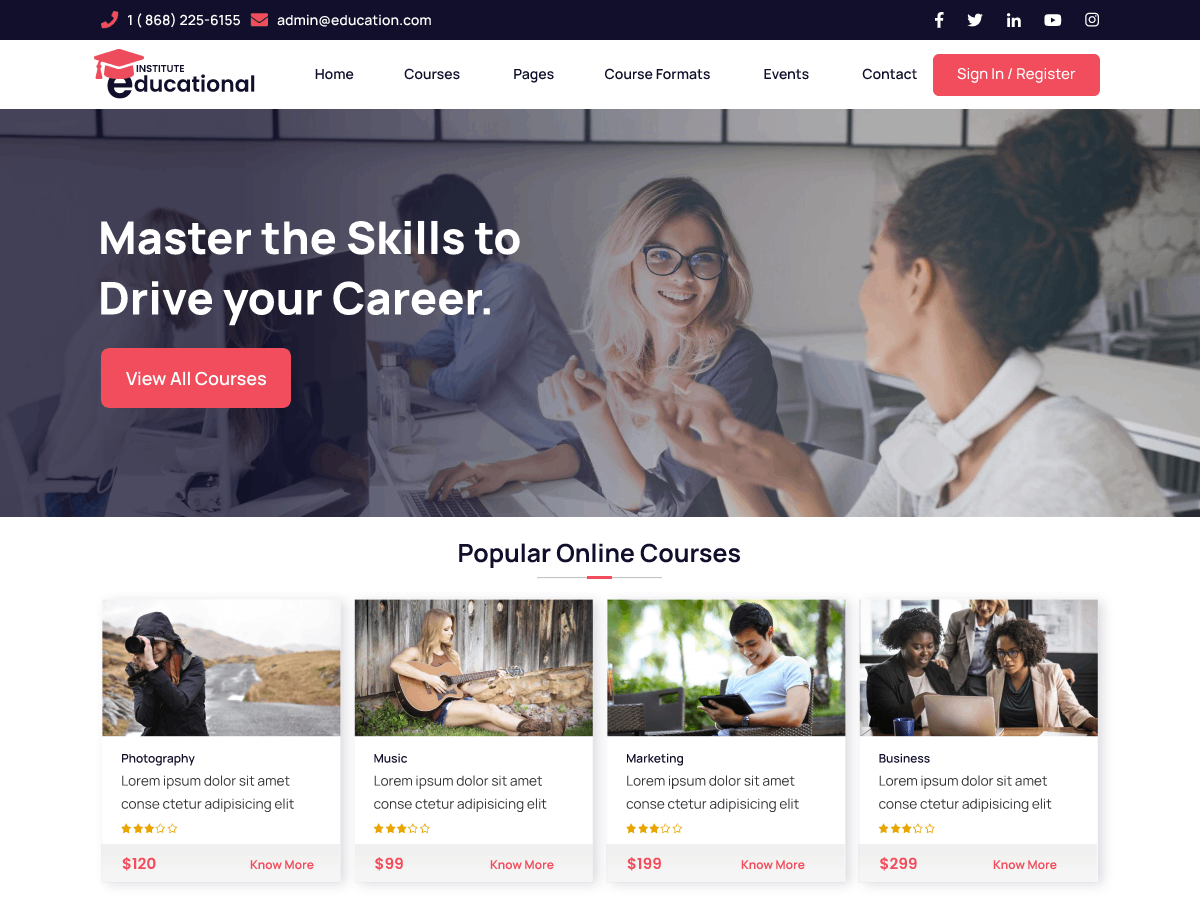 1 ( 868) 225-6155 admin@education.com
INSTITUTE
educational
Home Courses Pages Course Formats Events Contact Sign In / Register
Master the Skills to
Drive your Career.
View All Courses
Popular Online Courses
Photography
Lorem ipsum dolor sit amet
conse ctetur adipisicing elit
$120 Know More
Music
Lorem ipsum dolor sit amet
conse ctetur adipisicing elit
$99 Know More
Marketing
Lorem ipsum dolor sit amet
conse ctetur adipisicing elit
$199 Know More
Business
Lorem ipsum dolor sit amet
conse ctetur adipisicing elit
$299 Know More